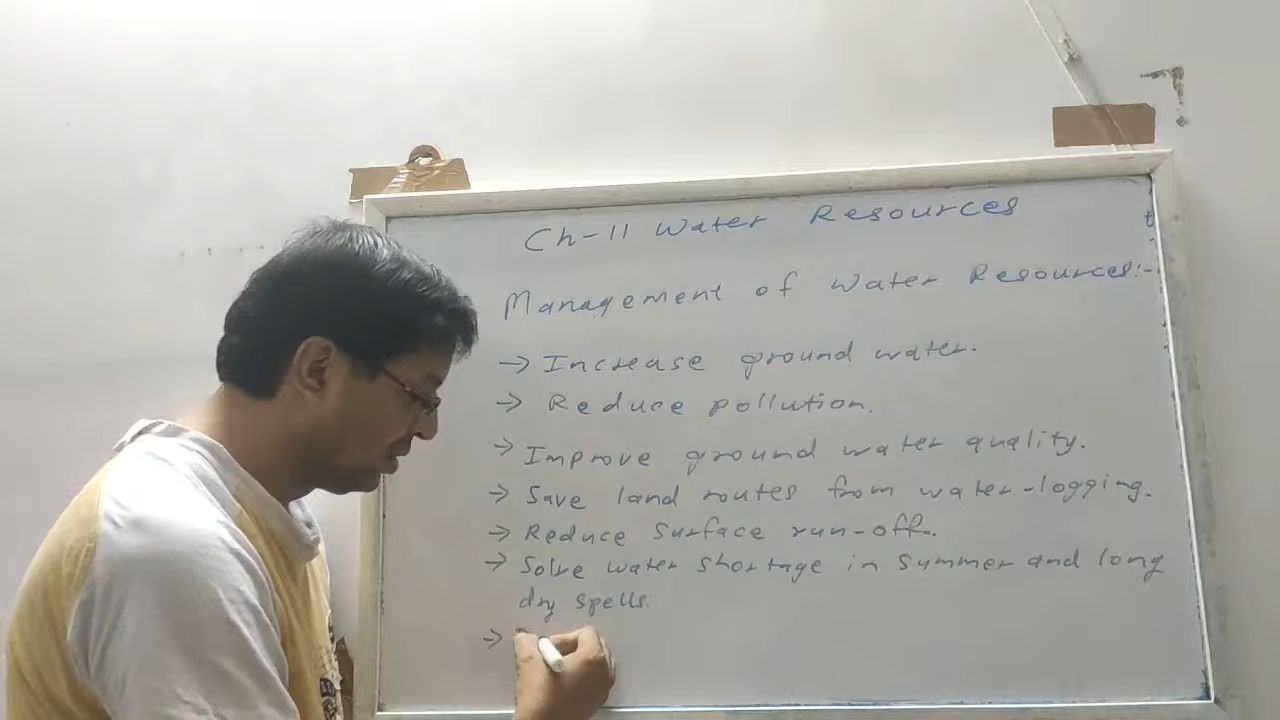 Ch-11 Water Resources
Management of Water Resources:-
→ Increase ground water.
→ Reduce pollution.
→ Improve ground water quality.
→ Save land routes from water-logging.
→ Reduce Surface run-off.
→ Solve water shortage in summer and long
dry spells.
→